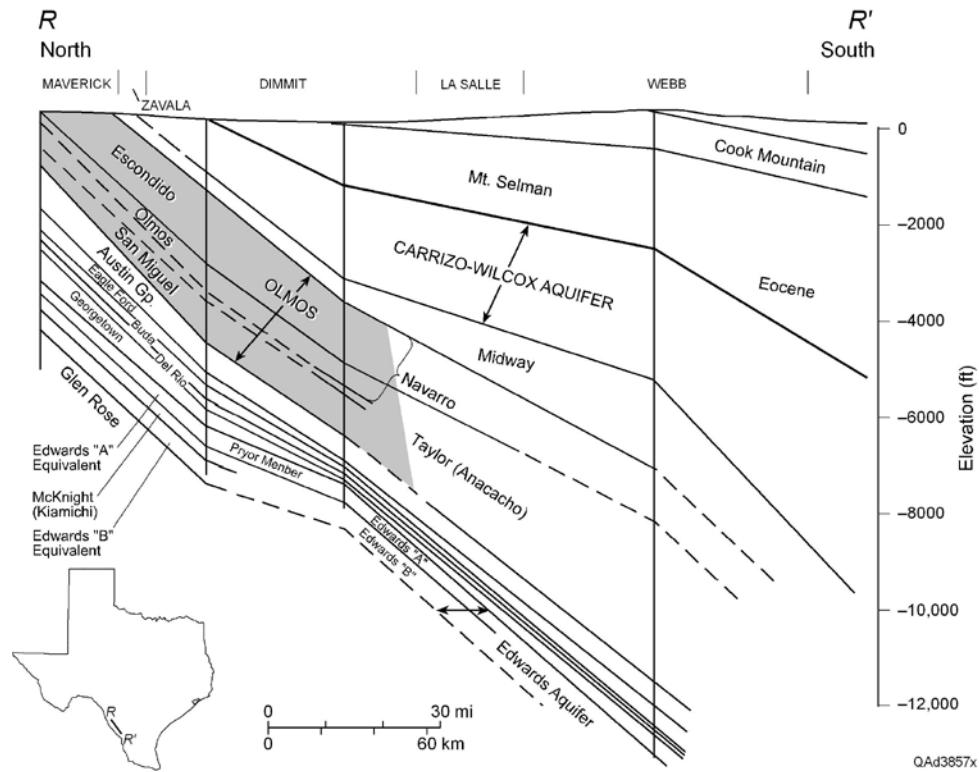 R
R'
North
South
MAVERICK
DIMMIT
LA SALLE
WEBB
ZAVALA
0
Cook Mountain
Escondido
Mt. Selman
-2000
Olmos
San Miguel
Austin Gp.
Eagle Ford
Buda
Del Rio
Georgetown
Glen Rose
OLMOS
CARRIZO-WILCOX AQUIFER
Eocene
-4000
Midway
Navarro
Elevation (ft)
-6000
Taylor (Anacacho)
Edwards "A"
Equivalent
Pryor Menber
McKnight
(Kiamichi)
Edwards "B"
Equivalent
-8000
Edwards "A"
Edwards "B"
-10,000
Edwards Aquifer
-12,000
R
R'
0
30 mi
0
60 km
QAd3857x